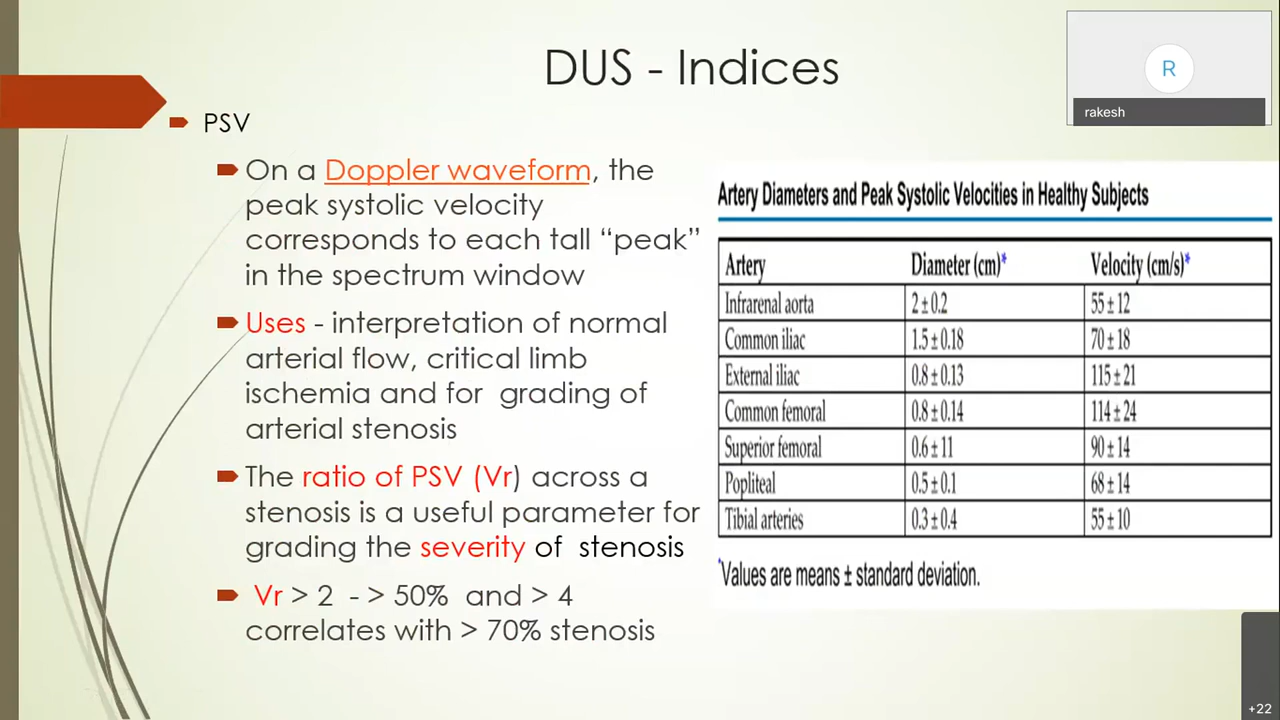 DUS - Indices
R
rakesh
PSV
On a Doppler waveform, the
peak systolic velocity
corresponds to each tall “peak”
in the spectrum window
Uses - interpretation of normal
arterial flow, critical limb
ischemia and for grading of
arterial stenosis
The ratio of PSV (Vr) across a
stenosis is a useful parameter for
grading the severity of stenosis
Vr > 2 - > 50% and > 4
correlates with > 70% stenosis
Artery Diameters and Peak Systolic Velocities in Healthy Subjects
Artery Diameter (cm)* Velocity (cm/s)*
Infrarenal aorta 2 ± 0.2 55 ± 12
Common iliac 1.5 ± 0.18 70 ± 18
External iliac 0.8 ± 0.13 115 ± 21
Common femoral 0.8 ± 0.14 114 ± 24
Superior femoral 0.6 ± 11 90 ± 14
Popliteal 0.5 ± 0.1 68 ± 14
Tibial arteries 0.3 ± 0.4 55 ± 10
*Values are means ± standard deviation.
+22